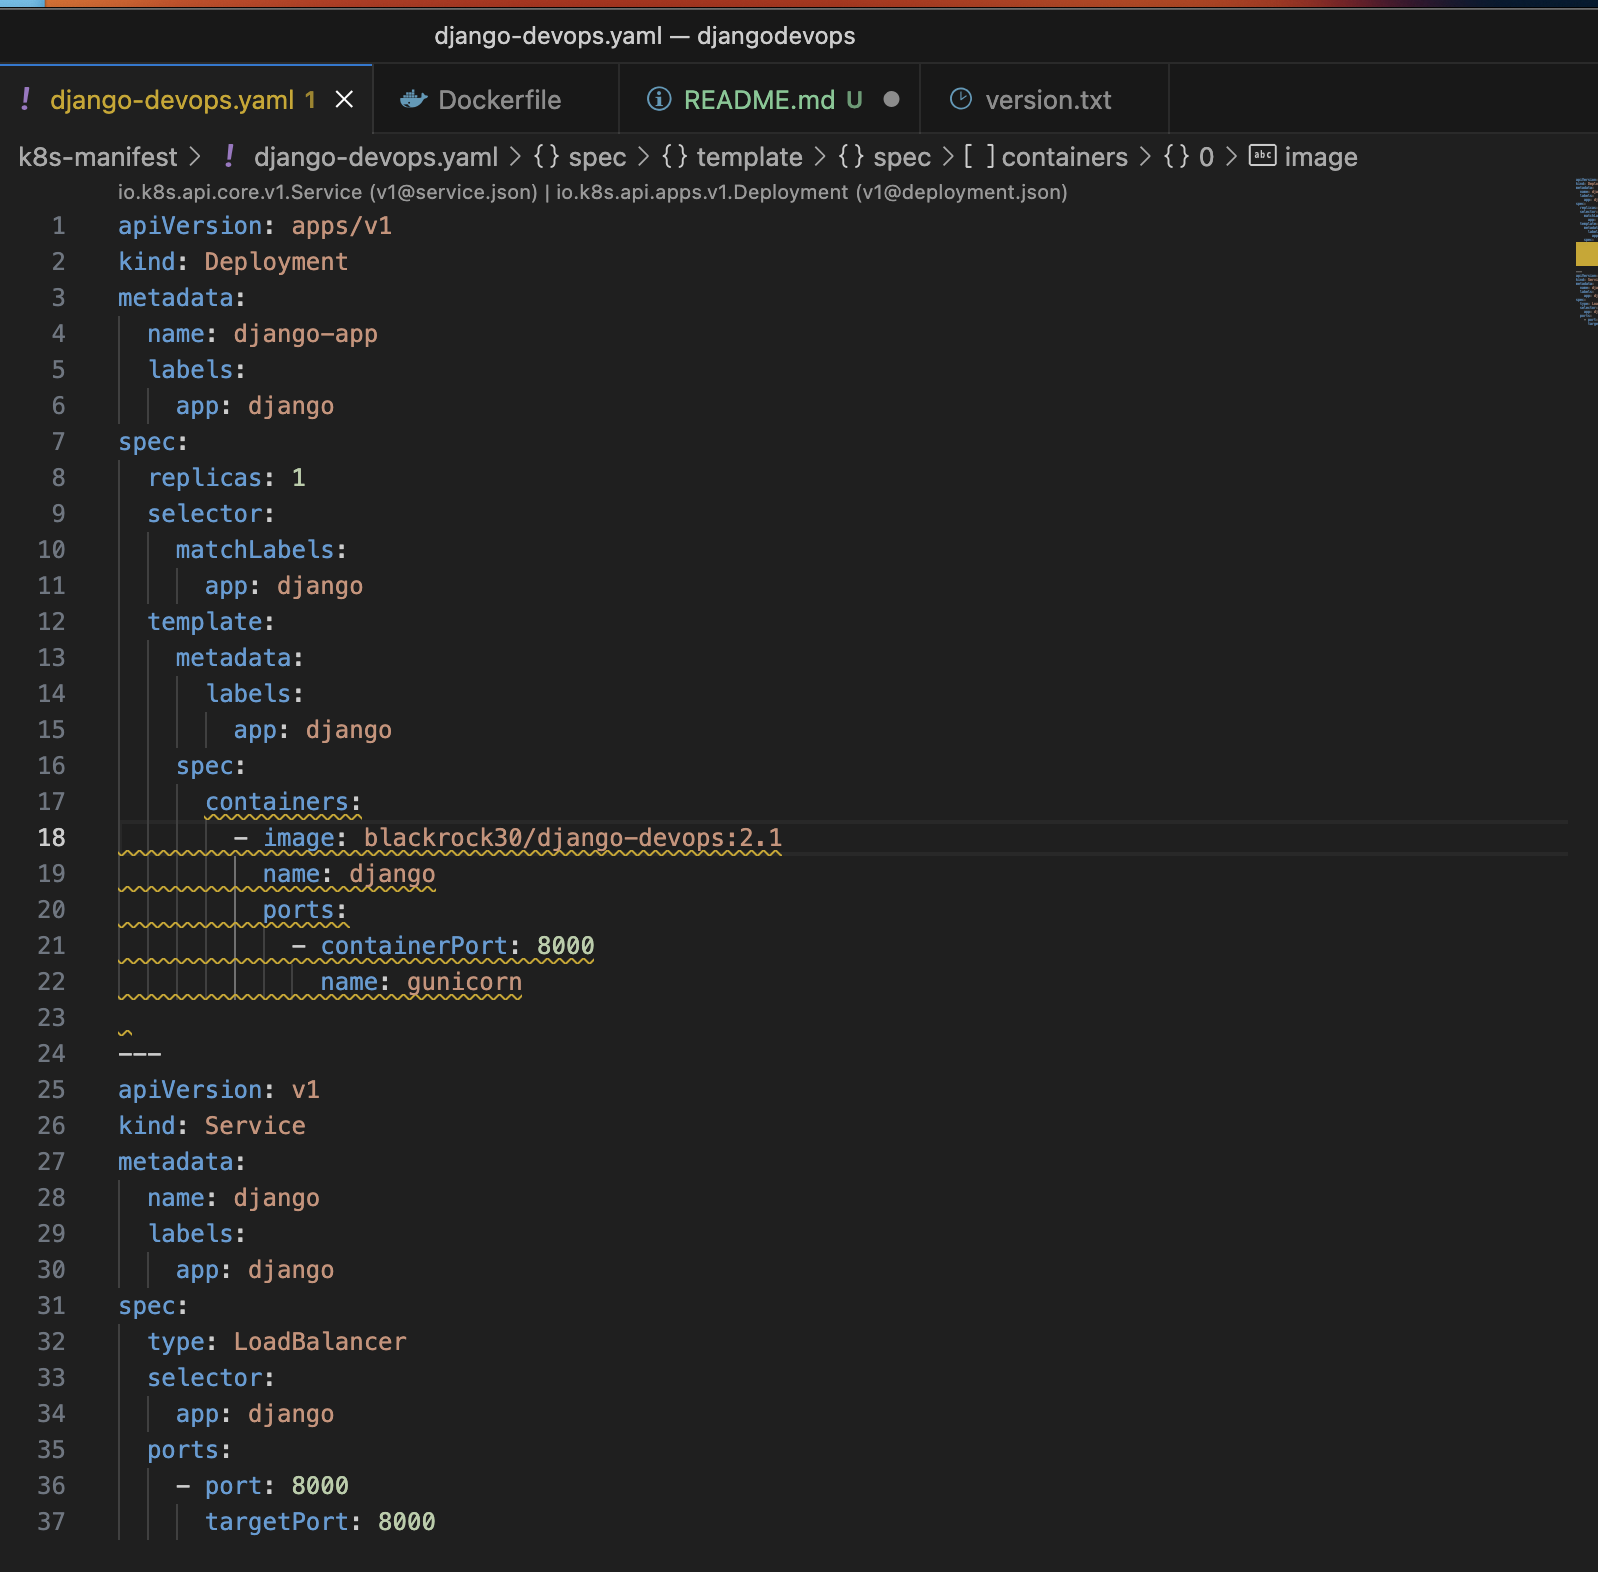 django-devops.yaml — djangodevops
django-devops.yaml 1 Dockerfile README.md U version.txt
k8s-manifest > ! django-devops.yaml > {} spec > {} template > {} spec > [ ] containers > {} 0 > abc image
io.k8s.api.core.v1.Service (v1@service.json) | io.k8s.api.apps.v1.Deployment (v1@deployment.json)
1 apiVersion: apps/v1
2 kind: Deployment
3 metadata:
4   name: django-app
5   labels:
6     app: django
7 spec:
8   replicas: 1
9   selector:
10     matchLabels:
11       app: django
12   template:
13     metadata:
14       labels:
15         app: django
16     spec:
17       containers:
18         - image: blackrock30/django-devops:2.1
19           name: django
20           ports:
21             - containerPort: 8000
22               name: gunicorn
23
24 ---
25 apiVersion: v1
26 kind: Service
27 metadata:
28   name: django
29   labels:
30     app: django
31 spec:
32   type: LoadBalancer
33   selector:
34     app: django
35   ports:
36     - port: 8000
37       targetPort: 8000